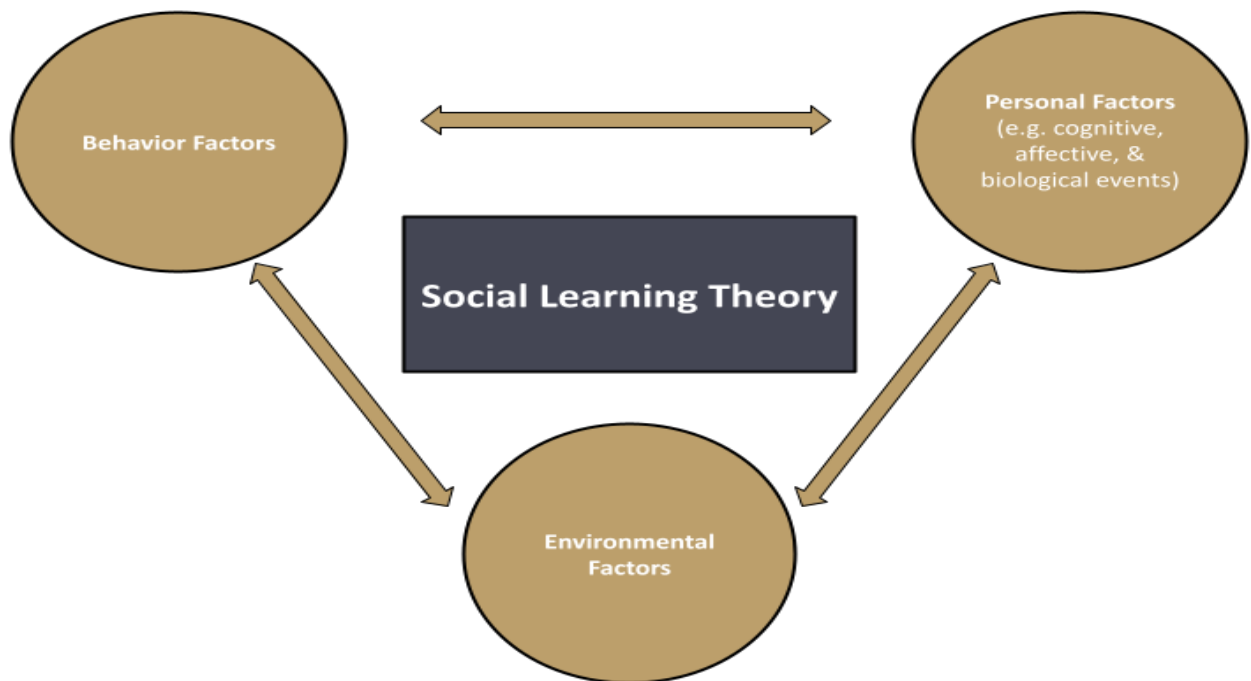 Behavior Factors
Personal Factors
(e.g. cognitive,
affective, &
biological events)
Social Learning Theory
Environmental
Factors